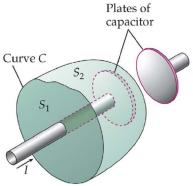 Plates of
capacitor
Curve C
S₂
S₁
I